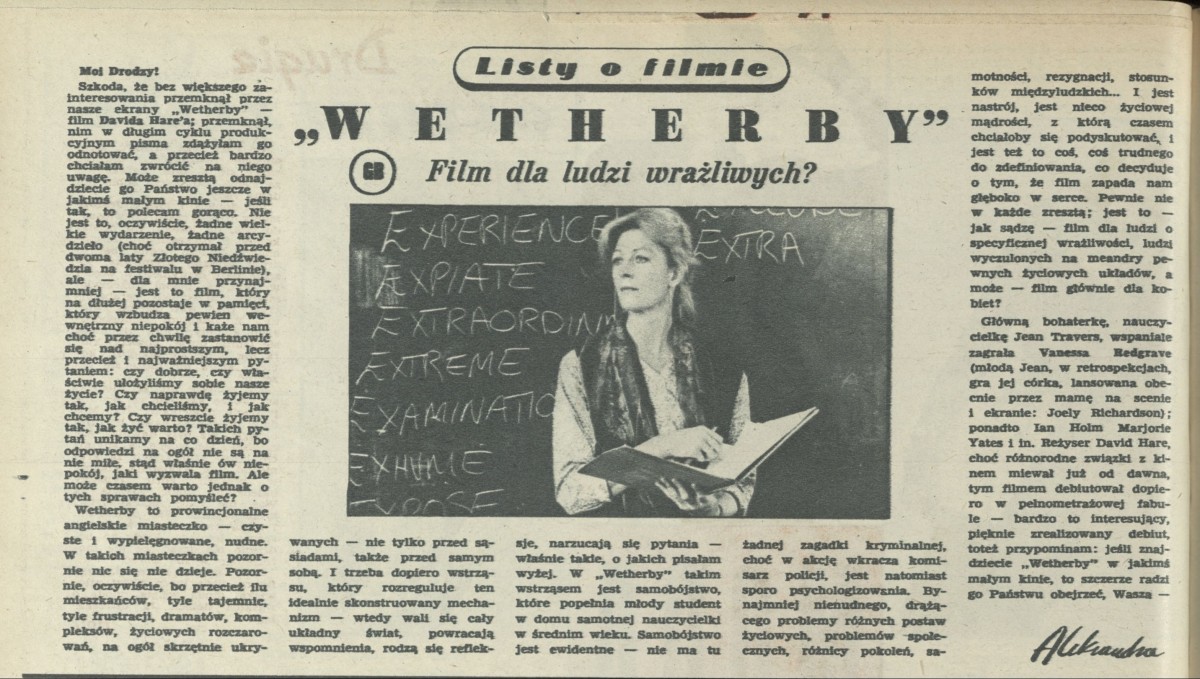 Listy o filmie
„WETHERBY”
GB
Film dla ludzi wrażliwych?
Moi Drodzy!
Szkoda, że bez większego za-
interesowania przemknął przez
nasze ekrany „Wetherby” —
film Davida Hare'a; przemknął,
nim w długim cyklu produk-
cyjnym pisma zdążyłam go
odnotować, a przecież bardzo
chciałam zwrócić na niego
uwagę. Może zresztą odnaj-
dziecie go Państwo jeszcze w
jakimś małym kinie — jeśli
tak, to polecam gorąco. Nie
jest to, oczywiście, żadne wiel-
kie wydarzenie, żadne arcy-
dzieło (choć otrzymał przed
dwoma laty Złotego Niedźwie-
dzia na festiwalu w Berlinie),
ale — dla mnie przynaj-
mniej — jest to film, który
na dłużej pozostaje w pamięci,
który wzbudza pewien we-
wnętrzny niepokój i każe nam
choć przez chwilę zastanowić
się nad najprostszym, lecz
przecież i najważniejszym py-
taniem: czy dobrze, czy wła-
ściwie ułożyliśmy sobie nasze
życie? Czy naprawdę żyjemy
tak, jak chcieliśmy, i jak
chcemy? Czy wreszcie żyjemy
tak, jak żyć warto? Takich py-
tań unikamy na co dzień, bo
odpowiedzi na ogół nie są na
nie miłe, stąd właśnie ów nie-
pokój, jaki wyzwala film. Ale
może czasem warto jednak o
tych sprawach pomyśleć?
Wetherby to prowincjonalne
angielskie miasteczko — czy-
ste i wypielęgnowane, nudne.
W takich miasteczkach pozor-
nie nic się nie dzieje. Pozor-
nie, oczywiście, bo przecież ilu
mieszkańców, tyle tajemnic,
tyle frustracji, dramatów, kom-
pleksów, życiowych rozczaro-
wań, na ogół skrzętnie ukry-
EXPERIENCE
EXPIATE
EXTRAORDIN
EXTREME
EXAMINATIO
EXHUME
EXPOSE
EXTRA
wanych — nie tylko przed są-
siadami, także przed samym
sobą. I trzeba dopiero wstrzą-
su, który rozreguluje ten
idealnie skonstruowany mecha-
nizm — wtedy wali się cały
układny świat, powracają
wspomnienia, rodzą się reflek-
sje, narzucają się pytania —
właśnie takie, o jakich pisałam
wyżej. W „Wetherby” takim
wstrząsem jest samobójstwo,
które popełnia młody student
w domu samotnej nauczycielki
w średnim wieku. Samobójstwo
jest ewidentne — nie ma tu
żadnej zagadki kryminalnej,
choć w akcję wkracza komi-
sarz policji, jest natomiast
sporo psychologizowania. By-
najmniej nienudnego, drążą-
cego problemy różnych postaw
życiowych, problemów społe-
cznych, różnicy pokoleń, sa-
motności, rezygnacji, stosun-
ków międzyludzkich... I jest
nastrój, jest nieco życiowej
mądrości, z którą czasem
chciałoby się podyskutować, i
jest też to coś, coś trudnego
do zdefiniowania, co decyduje
o tym, że film zapada nam
głęboko w serce. Pewnie nie
w każde zresztą; jest to —
jak sądzę — film dla ludzi o
specyficznej wrażliwości, ludzi
wyczulonych na meandry pe-
wnych życiowych układów, a
może — film głównie dla ko-
biet?
Główną bohaterkę, nauczy-
cielkę Jean Travers, wspaniale
zagrała Vanessa Redgrave
(młodą Jean, w retrospekcjach,
gra jej córka, lansowana obe-
cnie przez mamę na scenie
i ekranie: Joely Richardson);
ponadto Ian Holm Marjorie
Yates i in. Reżyser David Hare,
choć różnorodne związki z ki-
nem miewał już od dawna,
tym filmem debiutował dopie-
ro w pełnometrażowej fabu-
le — bardzo to interesujący,
pięknie zrealizowany debiut,
toteż przypominam: jeśli znaj-
dziecie „Wetherby” w jakimś
małym kinie, to szczerze radzi
go Państwu obejrzeć, Wasza —
Aleksandra